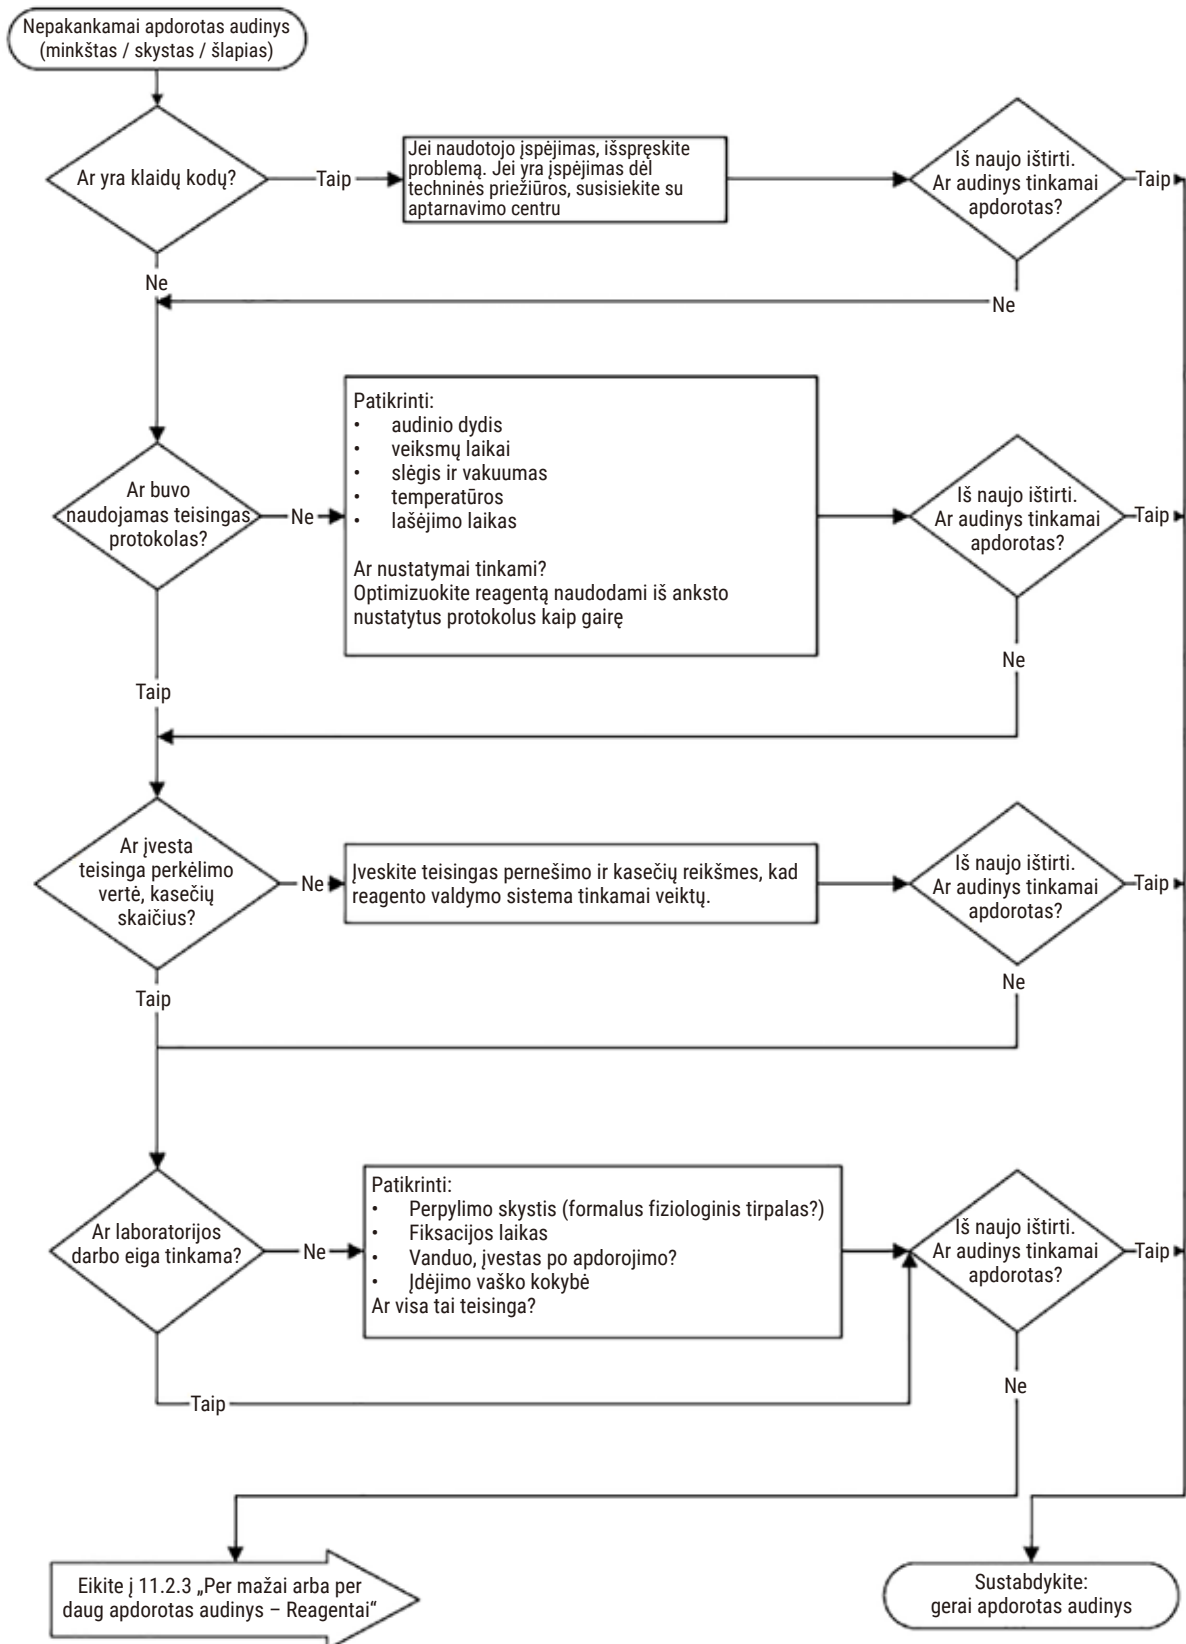 Nepakankamai apdorotas audinys
(minkštas / skystas / šlapias)
Ar yra klaidų kodų?
Taip
Jei naudotojo įspėjimas, išspręskite
problemą. Jei yra įspėjimas dėl
techninės priežiūros, susisiekite su
aptarnavimo centru
Iš naujo ištirti.
Ar audinys tinkamai
apdorotas?
Taip
Ne
Ne
Ar buvo
naudojamas teisingas
protokolas?
Ne
Patikrinti:
• audinio dydis
• veiksmų laikai
• slėgis ir vakuumas
• temperatūros
• lašėjimo laikas
Ar nustatymai tinkami?
Optimizuokite reagentą naudodami iš anksto
nustatytus protokolus kaip gairę
Iš naujo ištirti.
Ar audinys tinkamai
apdorotas?
Taip
Ne
Taip
Ar įvesta
teisinga perkėlimo
vertė, kasečių
skaičius?
Ne
Įveskite teisingas pernešimo ir kasečių reikšmes, kad
reagento valdymo sistema tinkamai veiktų.
Iš naujo ištirti.
Ar audinys tinkamai
apdorotas?
Taip
Ne
Taip
Ar laboratorijos
darbo eiga tinkama?
Ne
Patikrinti:
• Perpylimo skystis (formalus fiziologinis tirpalas?)
• Fiksacijos laikas
• Vanduo, įvestas po apdorojimo?
• Įdėjimo vaško kokybė
Ar visa tai teisinga?
Iš naujo ištirti.
Ar audinys tinkamai
apdorotas?
Taip
Ne
Taip
Eikite į 11.2.3 „Per mažai arba per
daug apdorotas audinys – Reagentai“
Sustabdykite:
gerai apdorotas audinys